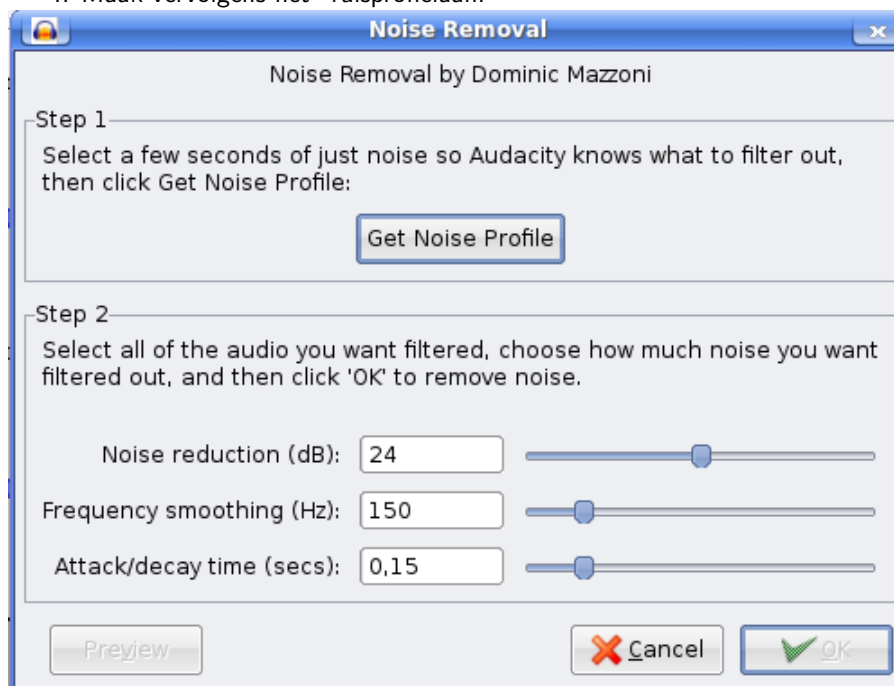 Maak vervolgens het
Noise Removal
Noise Removal by Dominic Mazzoni
Step 1
Select a few seconds of just noise so Audacity knows what to filter out,
then click Get Noise Profile:
Get Noise Profile
Step 2
Select all of the audio you want filtered, choose how much noise you want
filtered out, and then click 'OK' to remove noise.
Noise reduction (dB): 24
Frequency smoothing (Hz): 150
Attack/decay time (secs): 0,15
Preview Cancel OK